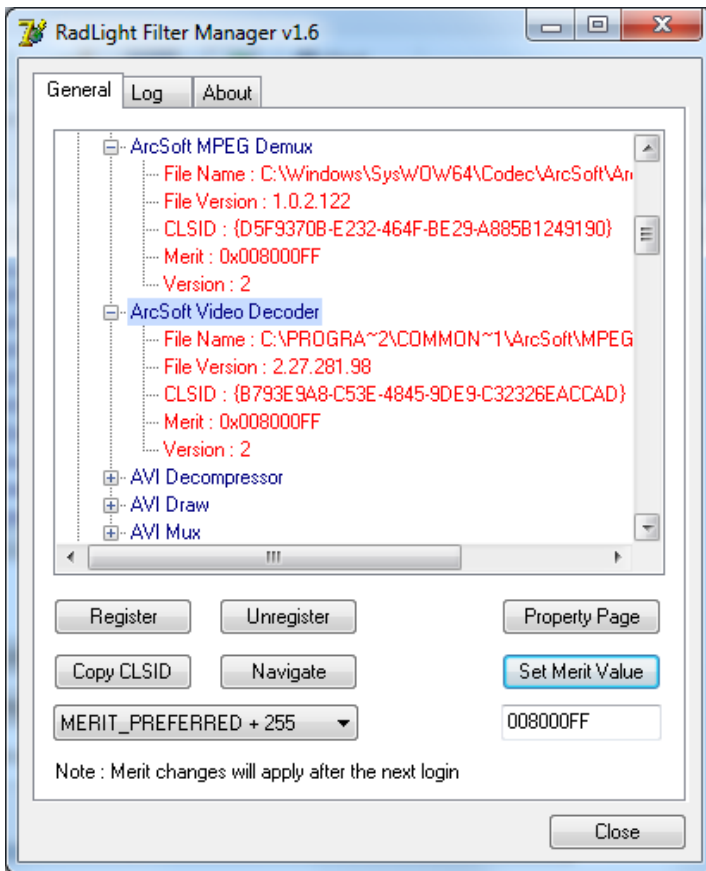 RadLight Filter Manager v1.6
General Log About
ArcSoft MPEG Demux
File Name : C:\Windows\SysWOW64\Codec\ArcSoft\Ar
File Version : 1.0.2.122
CLSID : {D5F9370B-E232-464F-BE29-A885B1249190}
Merit : 0x008000FF
Version : 2
ArcSoft Video Decoder
File Name : C:\PROGRA~2\COMMON~1\ArcSoft\MPEG
File Version : 2.27.281.98
CLSID : {B793E9A8-C53E-4845-9DE9-C32326EACCAD}
Merit : 0x008000FF
Version : 2
AVI Decompressor
AVI Draw
AVI Mux
Register Unregister Property Page
Copy CLSID Navigate Set Merit Value
MERIT_PREFERRED + 255 008000FF
Note : Merit changes will apply after the next login
Close